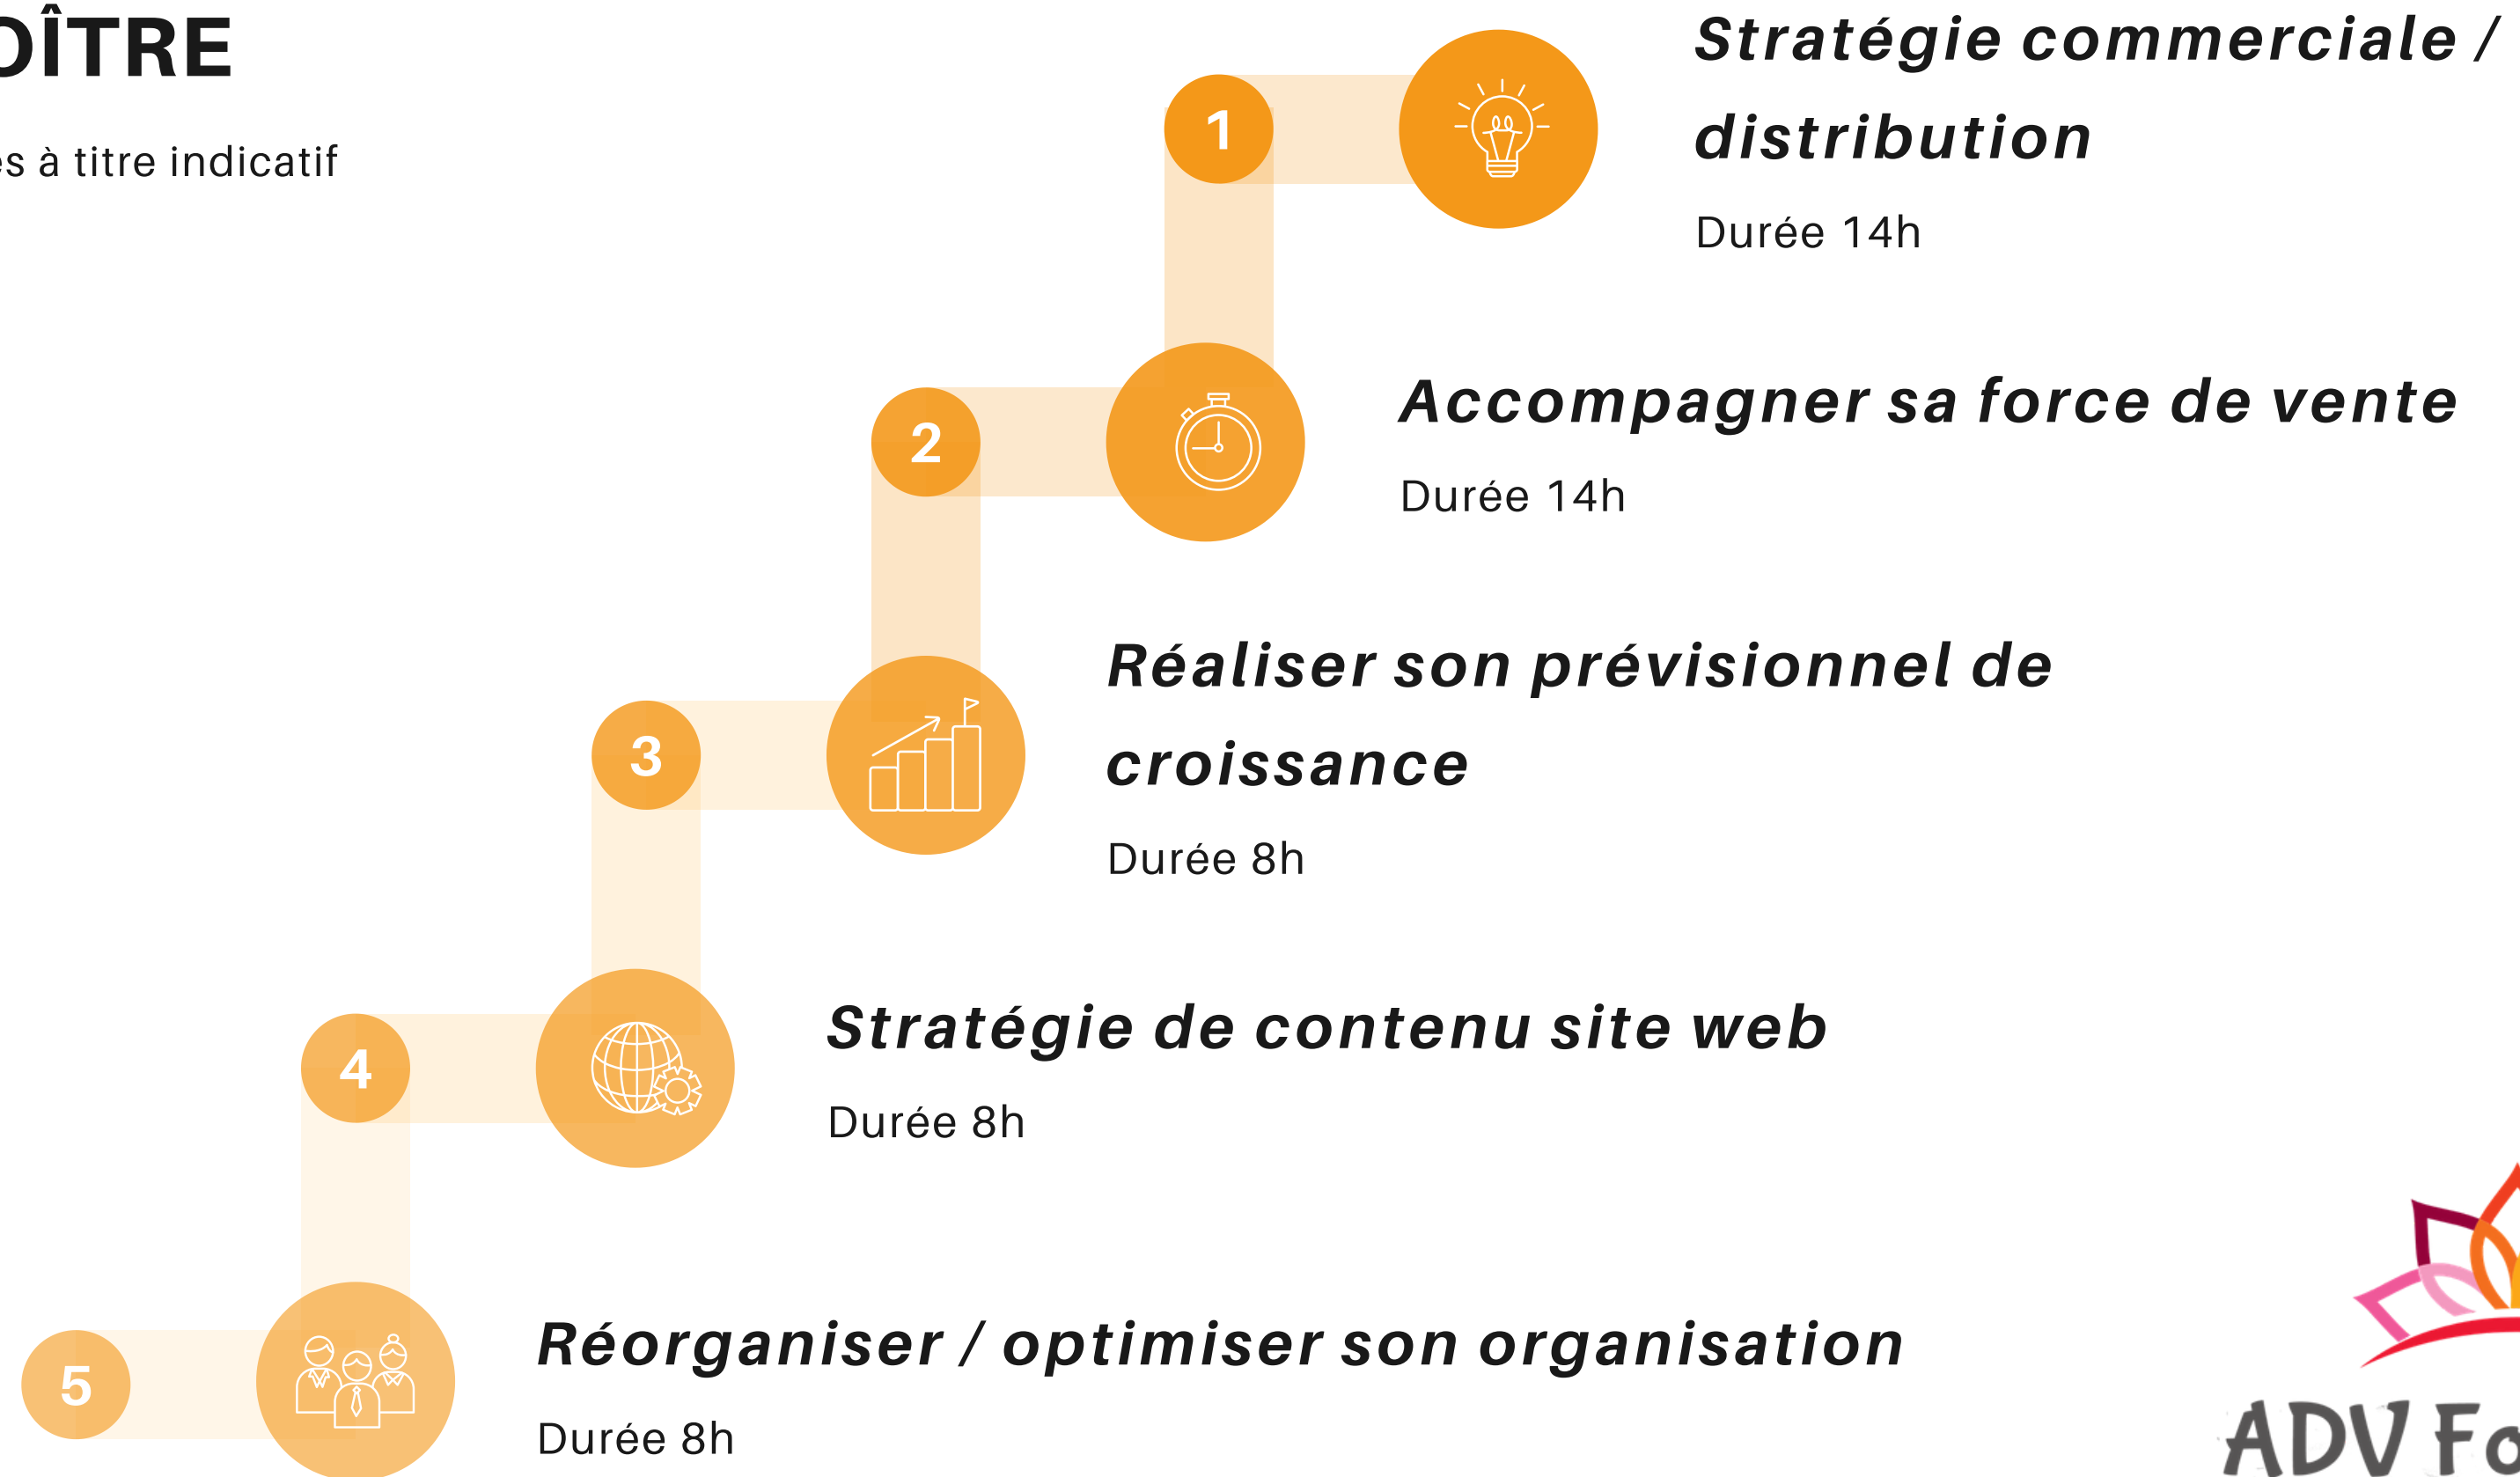 OÎTRE
es à titre indicatif
1
Stratégie commerciale /
distribution
Durée 14h
2
Accompagner sa force de vente
Durée 14h
3
Réaliser son prévisionnel de
croissance
Durée 8h
4
Stratégie de contenu site web
Durée 8h
5
Réorganiser / optimiser son organisation
Durée 8h
ADV Fo